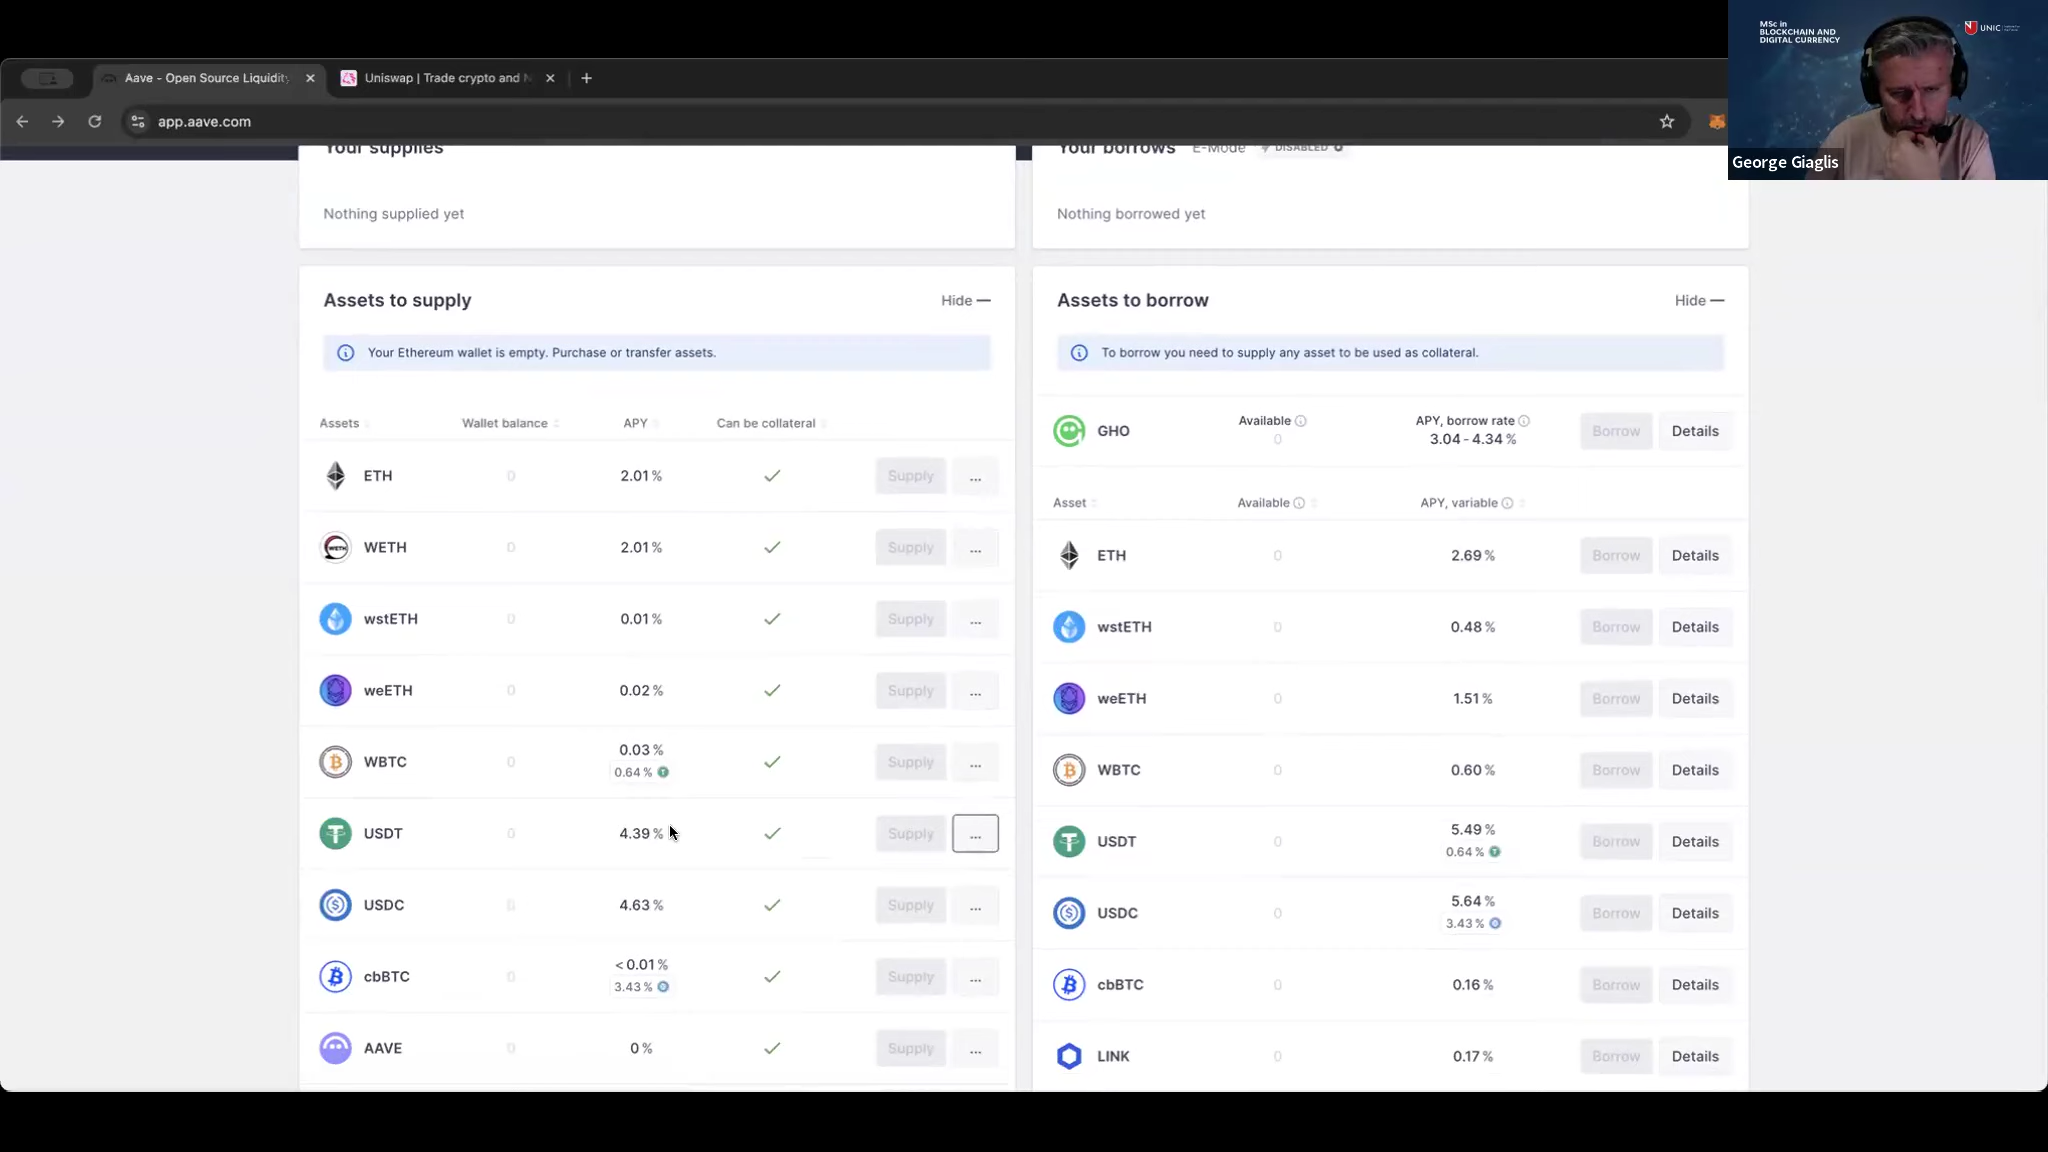 MSc in
BLOCKCHAIN AND
DIGITAL CURRENCY
UNIC
George Giaglis
Aave - Open Source Liquidity
Uniswap | Trade crypto and N
app.aave.com
Your supplies
Nothing supplied yet
Your borrows E-Mode DISABLED
Nothing borrowed yet
Assets to supply Hide
Your Ethereum wallet is empty. Purchase or transfer assets.
Assets Wallet balance APY Can be collateral
ETH 0 2.01 % Supply ...
WETH 0 2.01 % Supply ...
wstETH 0 0.01 % Supply ...
weETH 0 0.02 % Supply ...
WBTC 0 0.03 % Supply ...
0.64 %
USDT 0 4.39 % Supply ...
USDC 0 4.63 % Supply ...
cbBTC 0 < 0.01 % Supply ...
3.43 %
AAVE 0 0 % Supply ...
Assets to borrow Hide
To borrow you need to supply any asset to be used as collateral.
GHO Available APY, borrow rate Borrow Details
0 3.04 - 4.34 %
Asset Available APY, variable
ETH 0 2.69 % Borrow Details
wstETH 0 0.48 % Borrow Details
weETH 0 1.51 % Borrow Details
WBTC 0 0.60 % Borrow Details
USDT 0 5.49 % Borrow Details
0.64 %
USDC 0 5.64 % Borrow Details
3.43 %
cbBTC 0 0.16 % Borrow Details
LINK 0 0.17 % Borrow Details